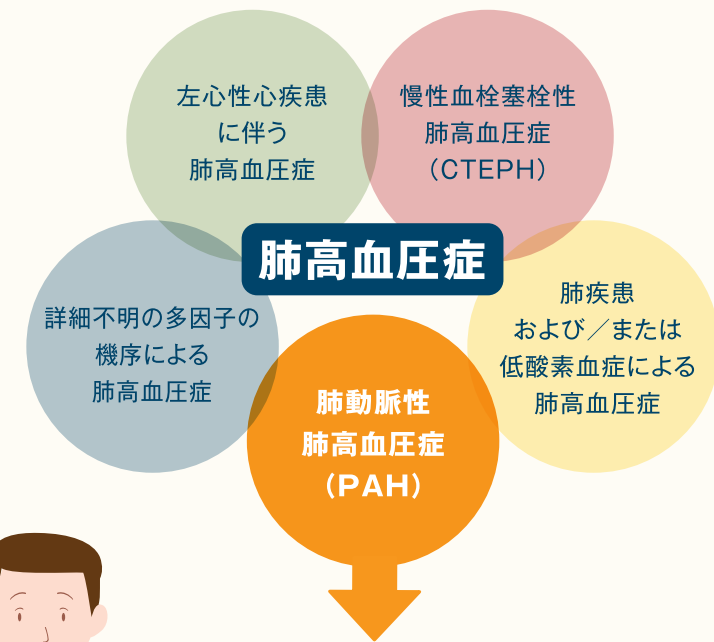 左心性心疾患
に伴う
肺高血圧症
慢性血栓塞栓性
肺高血圧症
（CTEPH）
肺高血圧症
詳細不明の多因子の
機序による
肺高血圧症
肺疾患
および／または
低酸素血症による
肺高血圧症
肺動脈性
肺高血圧症
（PAH）